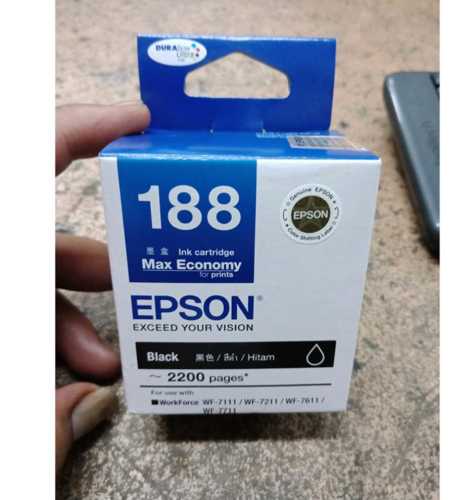 DURABrite
Ultra
188
墨盒 Ink cartridge
Max Economy
for prints
Genuine EPSON
EPSON
Color Shifting Label
EPSON®
EXCEED YOUR VISION
Black 黑色 / สีดำ / Hitam
~ 2200 pages*
For use with
■WorkForce WF-7111 / WF-7211 / WF-7611 /
WF-7711